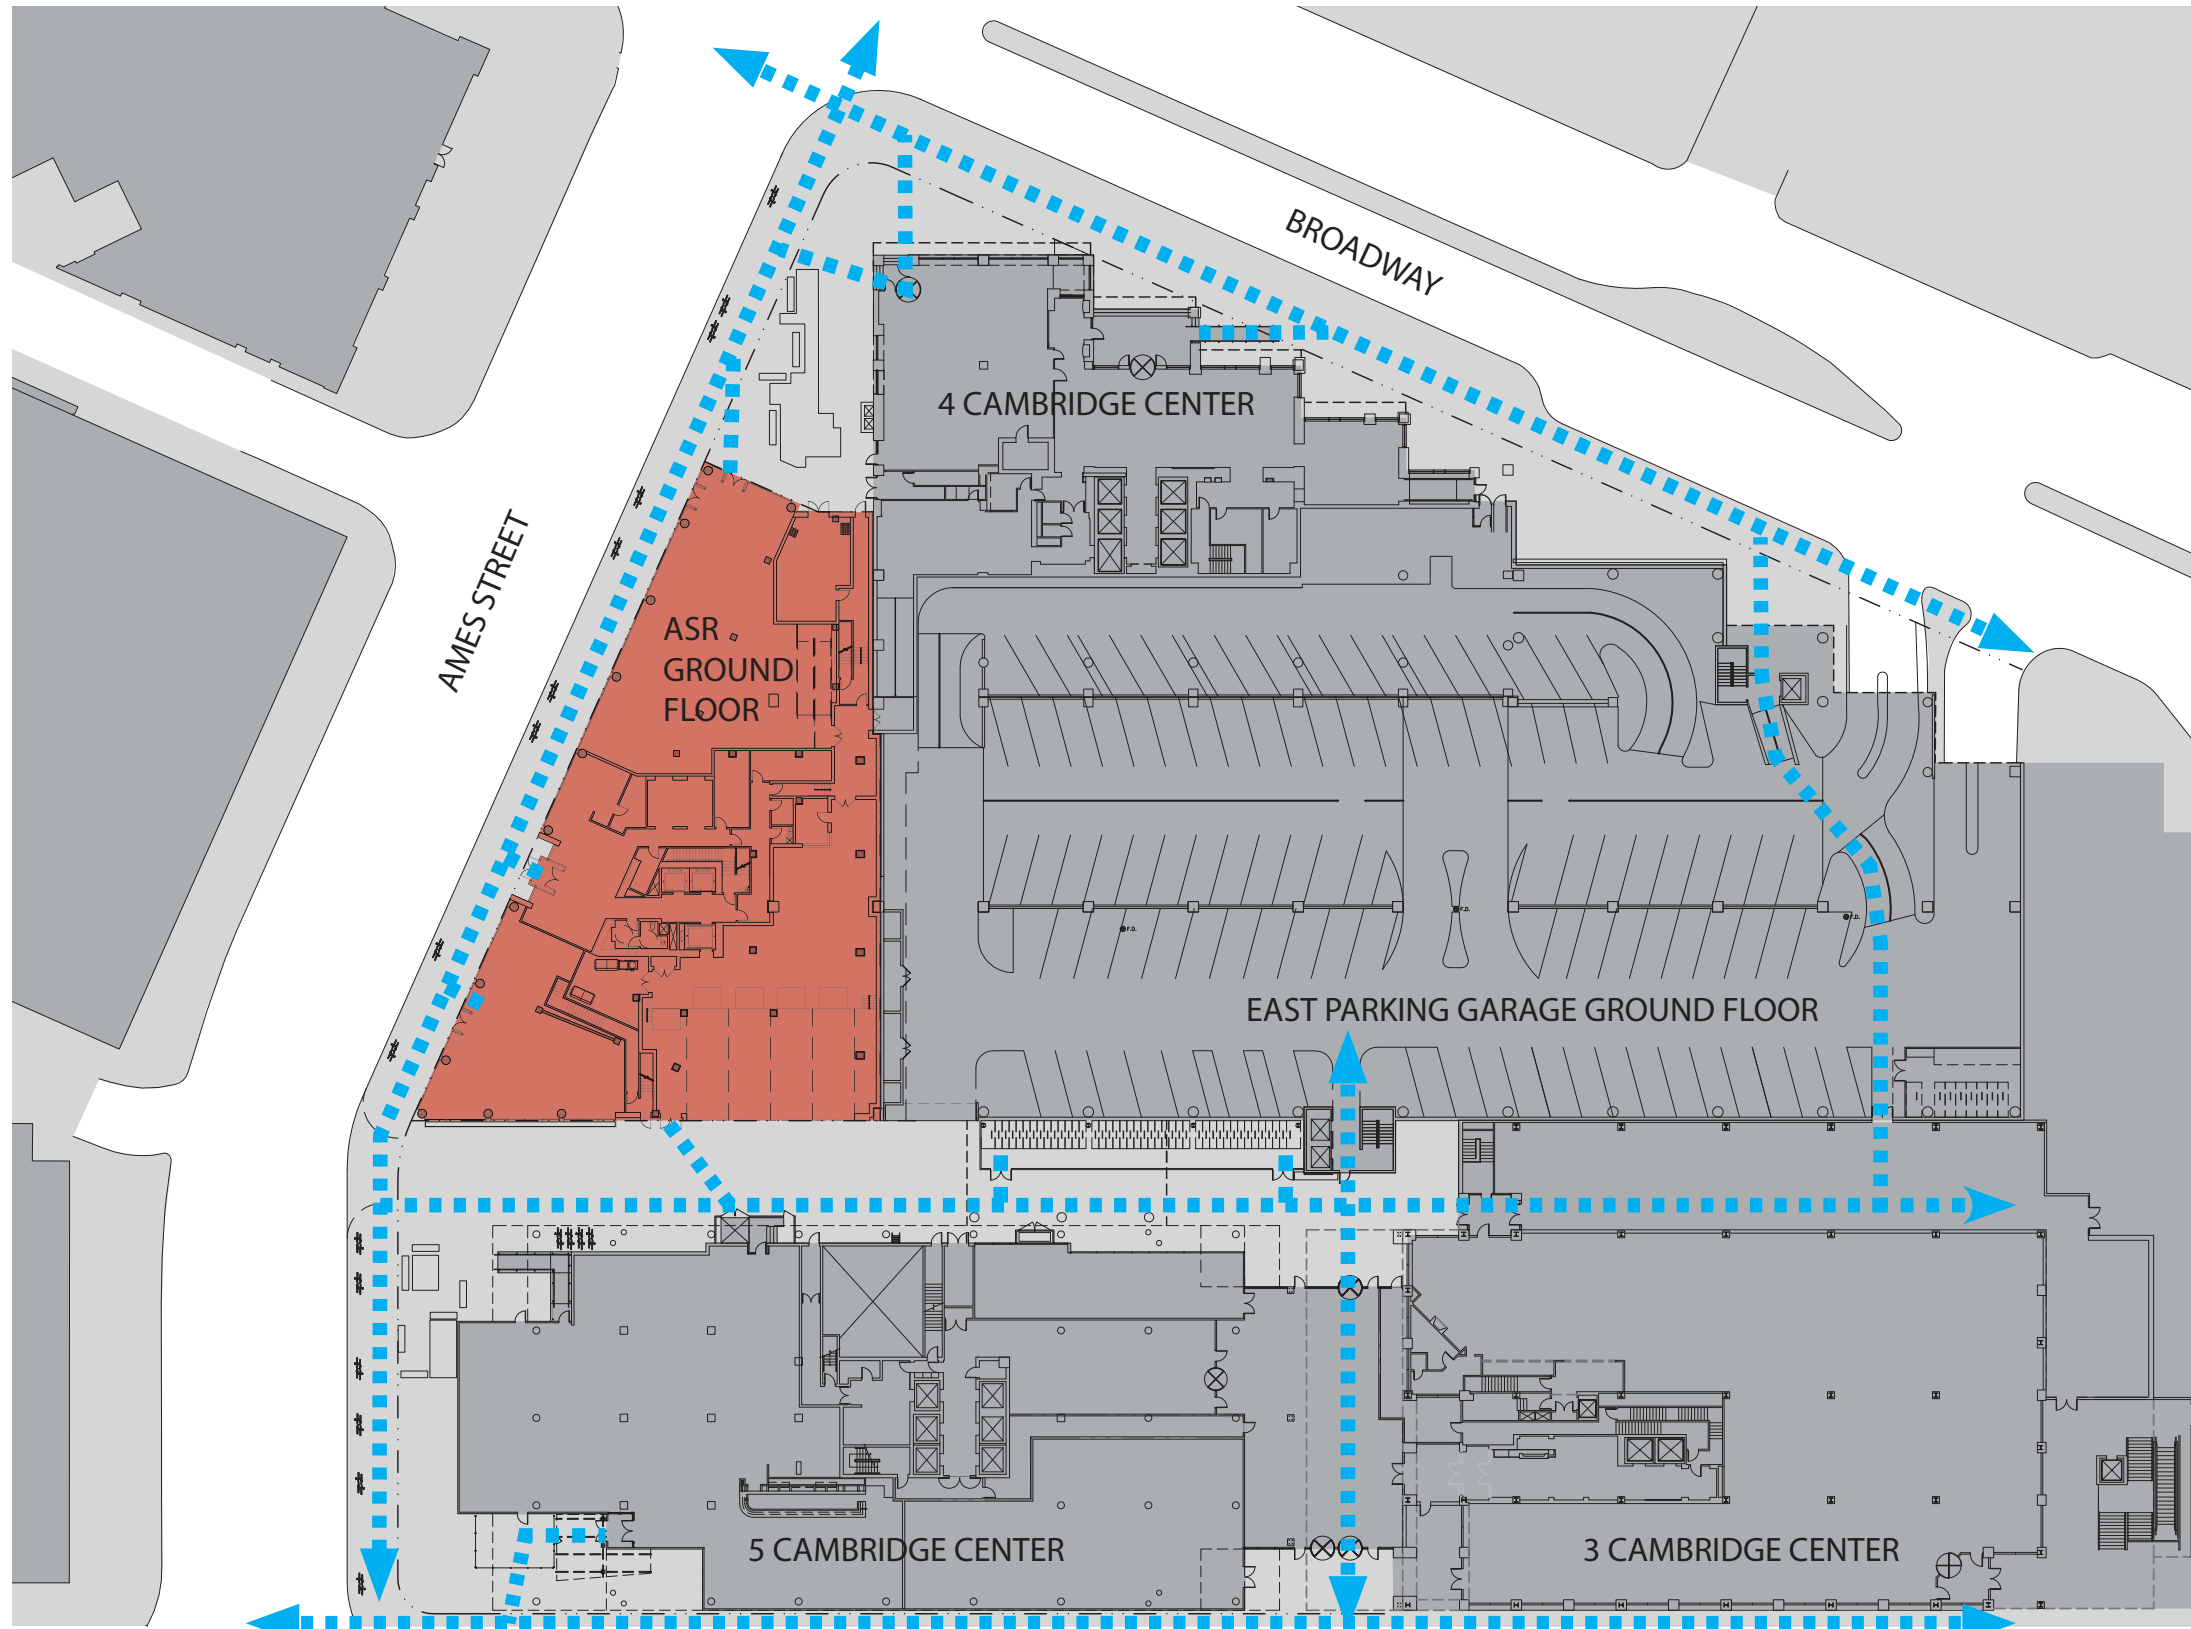 BROADWAY
4 CAMBRIDGE CENTER
AMES STREET
ASR
GROUND
FLOOR
F.D.
F.D.
F.D.
EAST PARKING GARAGE GROUND FLOOR
5 CAMBRIDGE CENTER
3 CAMBRIDGE CENTER